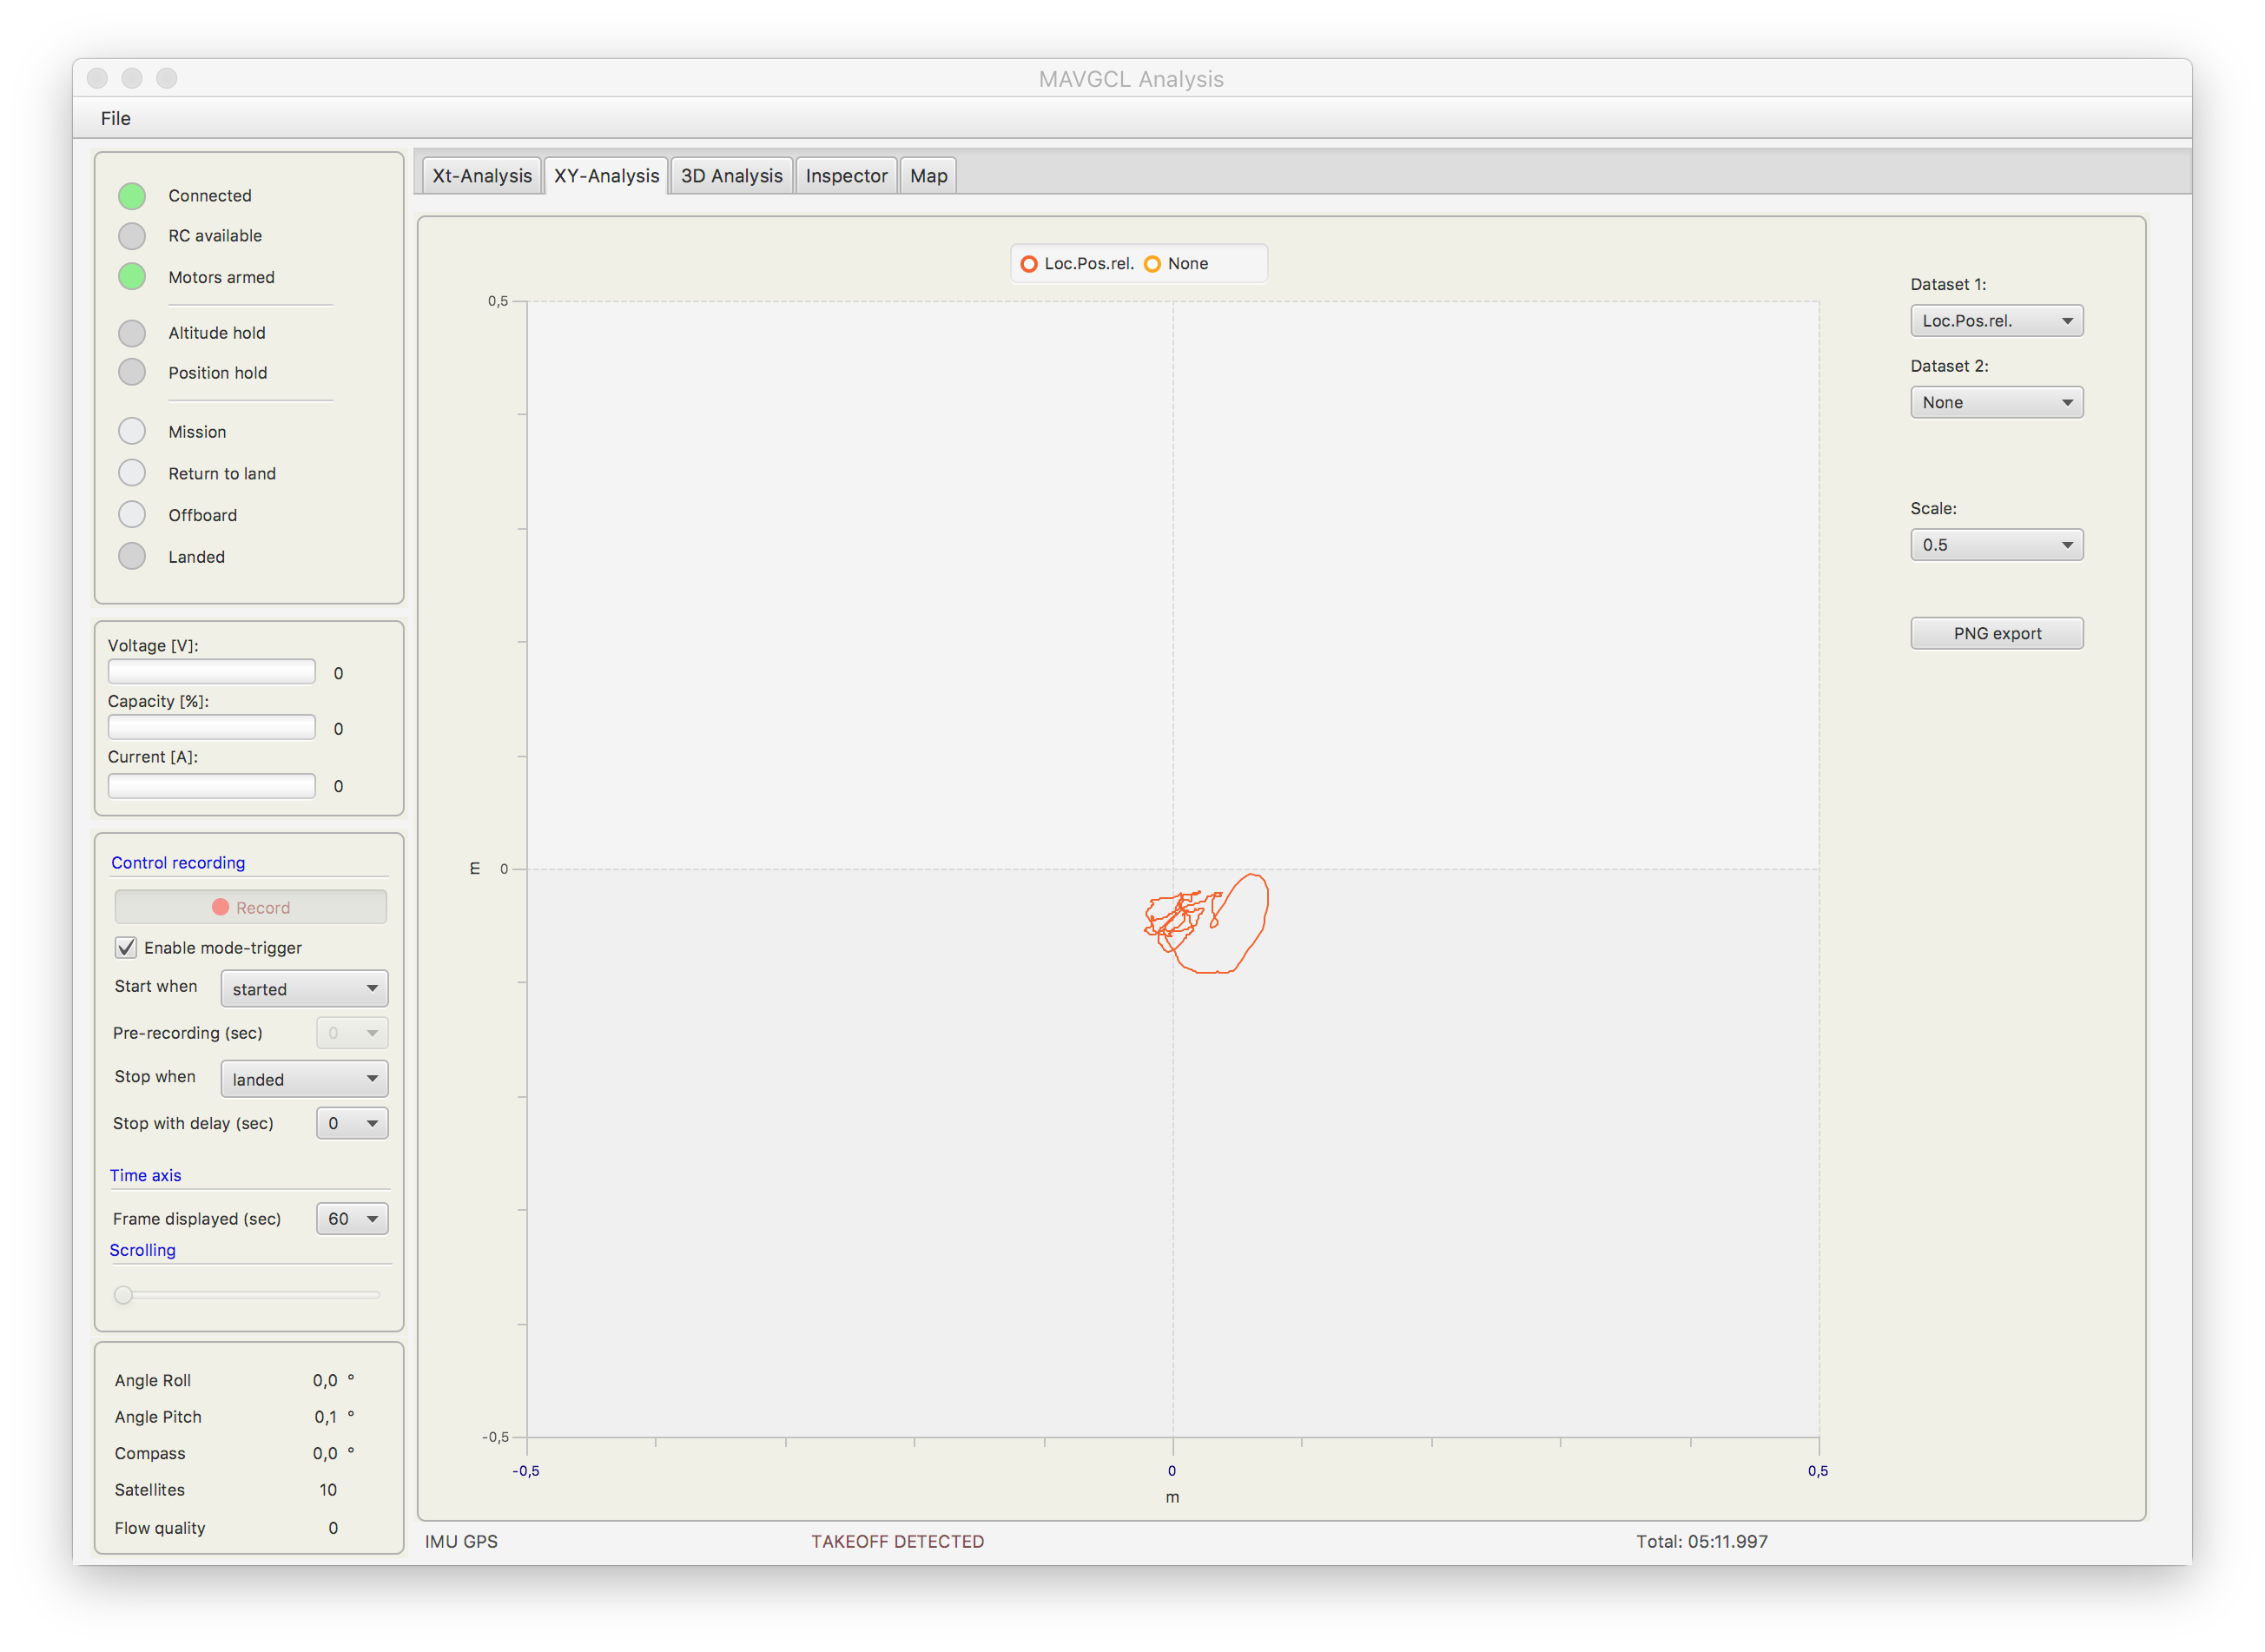 MAVGCL Analysis
File
Connected
RC available
Motors armed
Altitude hold
Position hold
Mission
Return to land
Offboard
Landed
Voltage [V]:
0
Capacity [%]:
0
Current [A]:
0
Control recording
Record
Enable mode-trigger
Start when started
Pre-recording (sec) 0
Stop when landed
Stop with delay (sec) 0
Time axis
Frame displayed (sec) 60
Scrolling
Angle Roll 0,0 °
Angle Pitch 0,1 °
Compass 0,0 °
Satellites 10
Flow quality 0
Xt-Analysis XY-Analysis 3D Analysis Inspector Map
Loc.Pos.rel. None
0,5
m 0
-0,5
-0,5 0 0,5
m
Dataset 1:
Loc.Pos.rel.
Dataset 2:
None
Scale:
0.5
PNG export
IMU GPS TAKEOFF DETECTED Total: 05:11.997